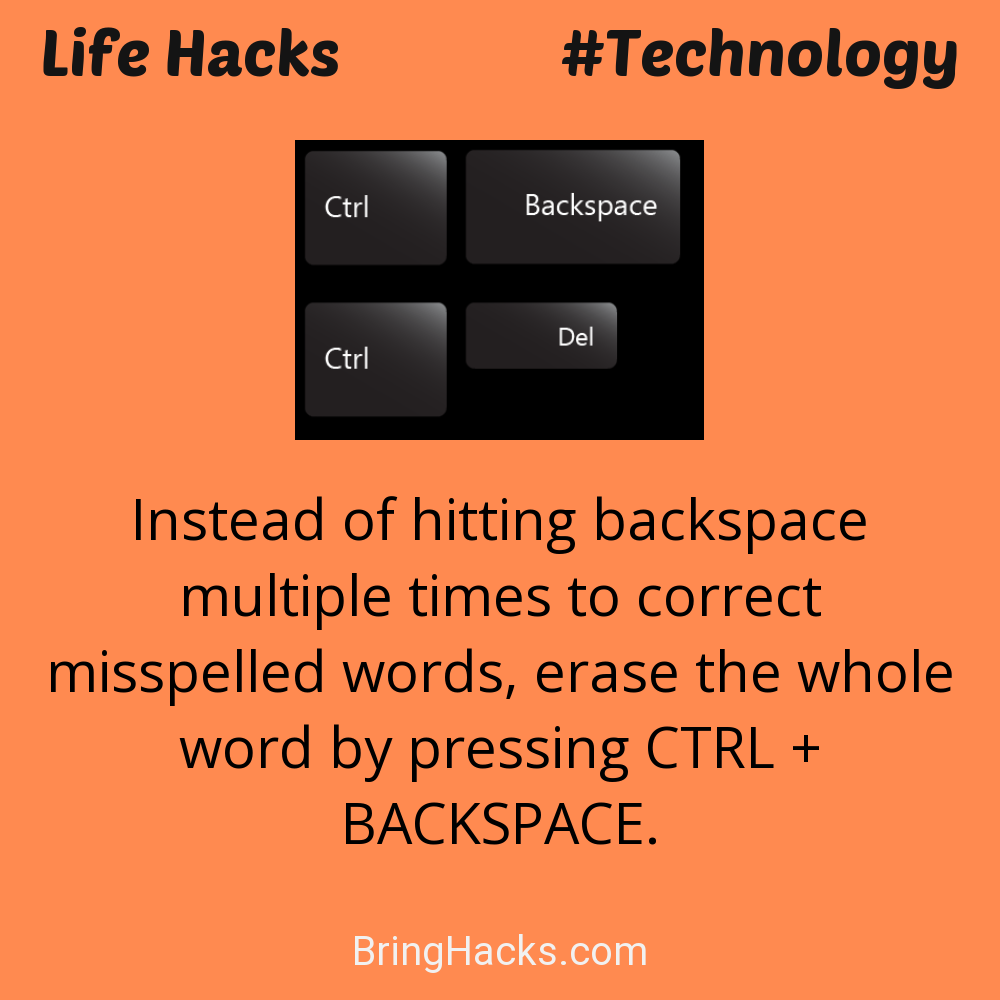 Life Hacks #Technology
Ctrl Backspace
Ctrl Del
Instead of hitting backspace
multiple times to correct
misspelled words, erase the whole
word by pressing CTRL +
BACKSPACE.
BringHacks.com